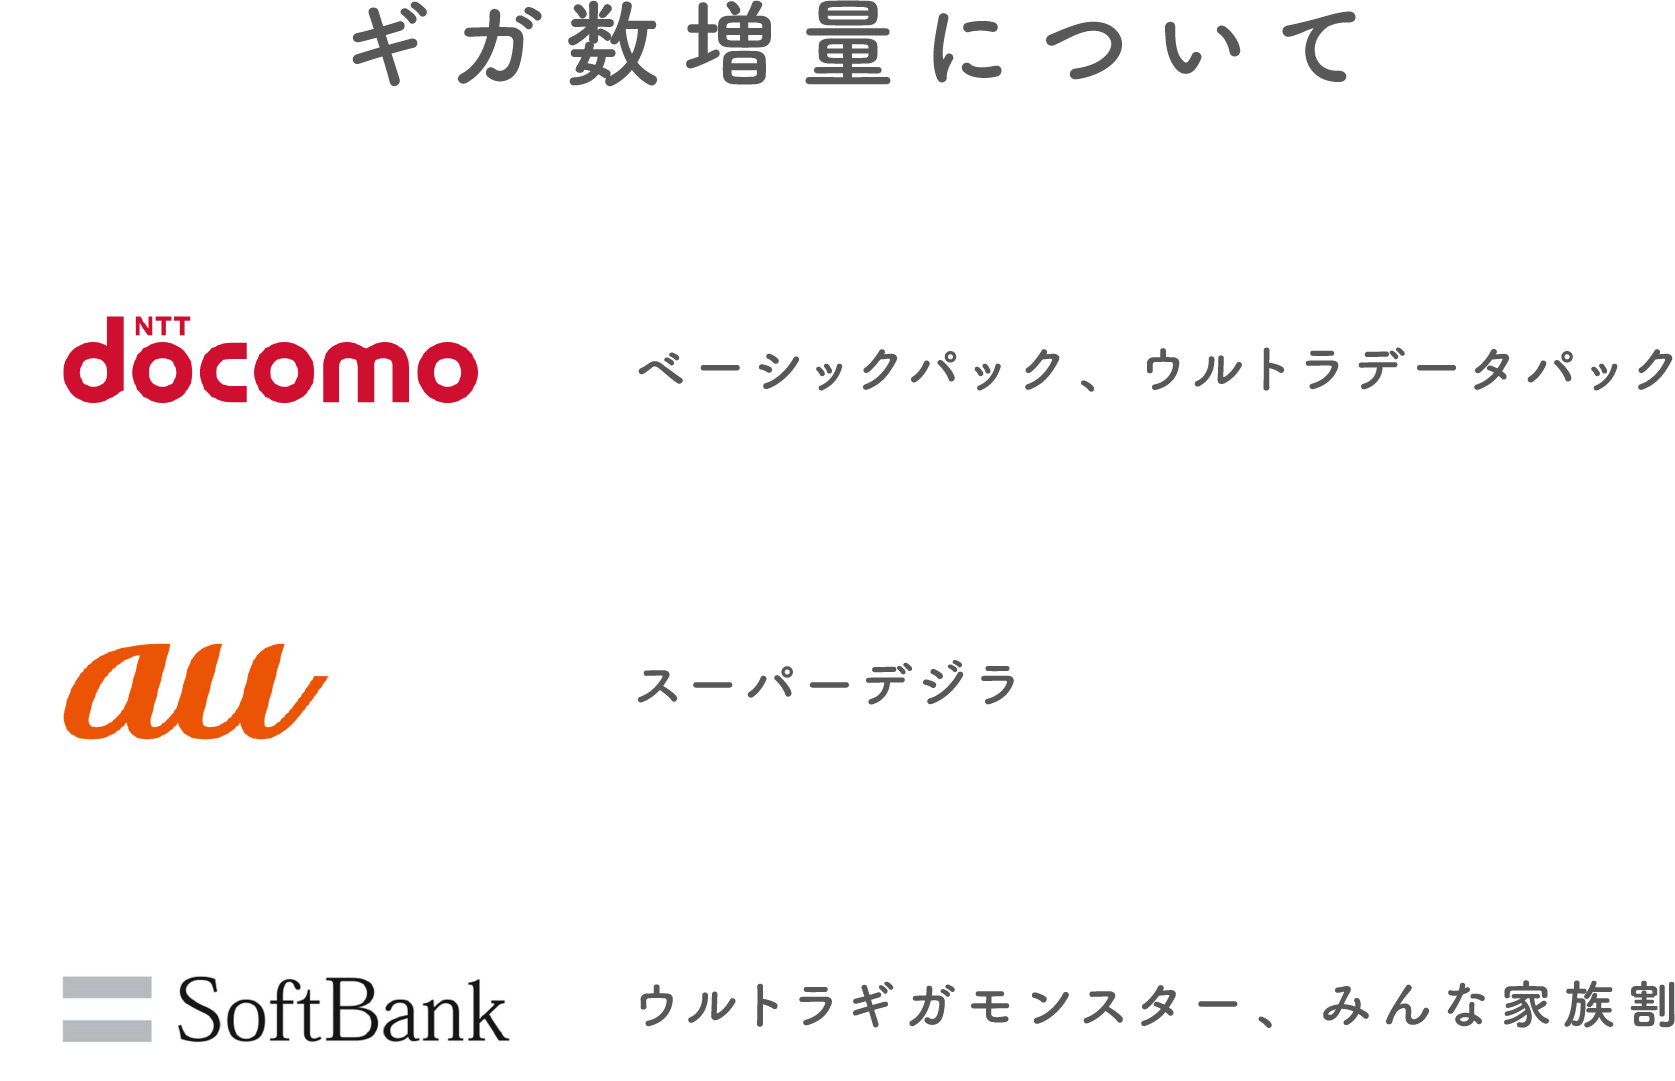 ギガ数増量について
NTT
docomo ベーシックパック、ウルトラデータパック
au スーパーデジラ
SoftBank ウルトラギガモンスター、みんな家族割